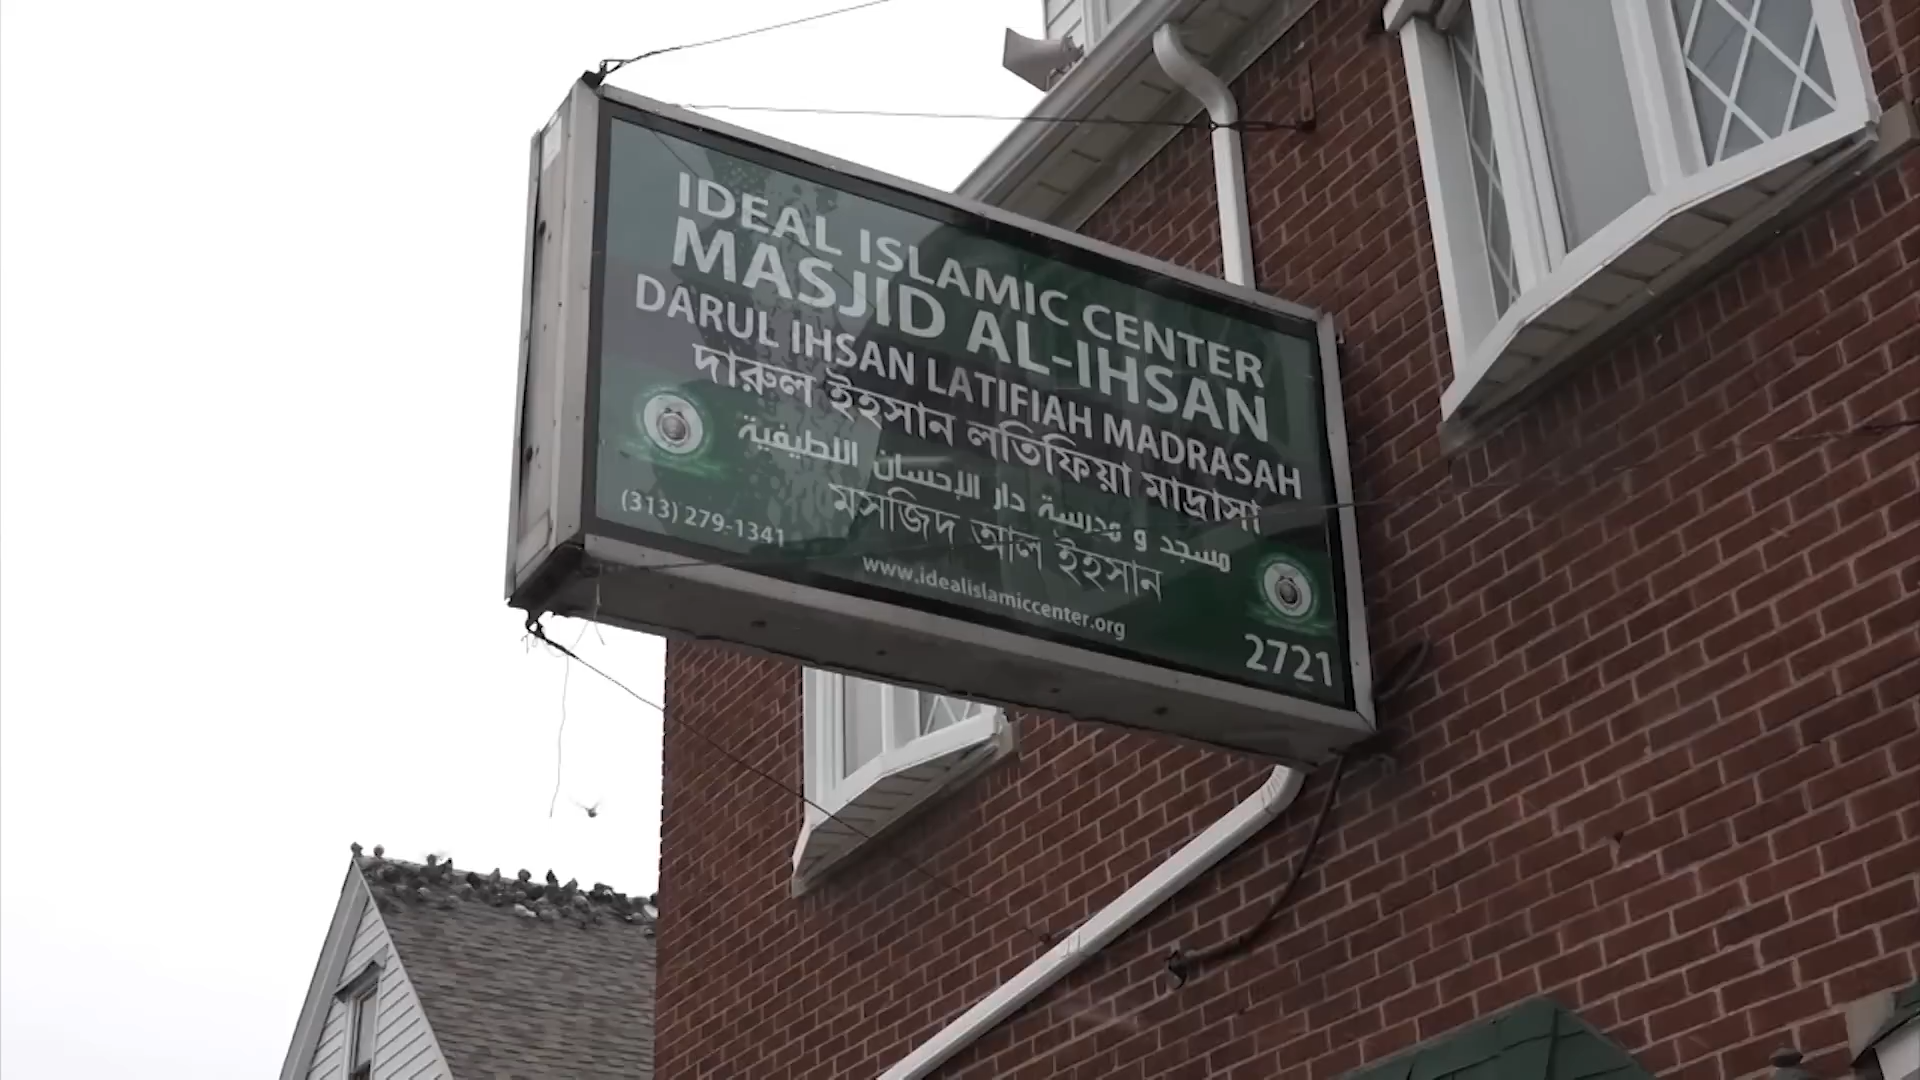 IDEAL ISLAMIC CENTER
MASJID AL-IHSAN
DARUL IHSAN LATIFIAH MADRASAH
দারুল ইহসান লতিফিয়া মাদ্রাসা
مسجد و مدرسة دار الإحسان اللطيفية
মসজিদ আল ইহসান
(313) 279-1341
www.idealislamiccenter.org
2721